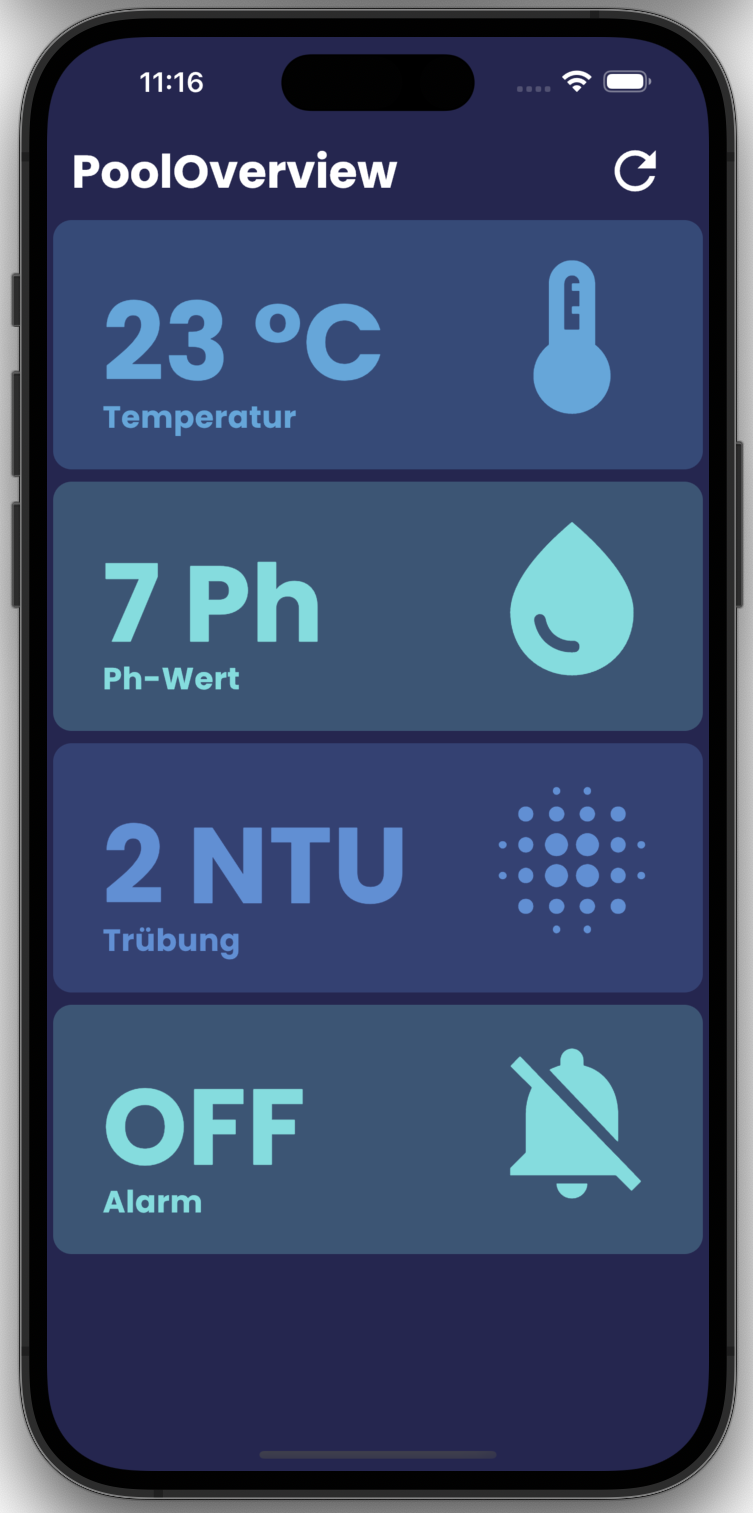 11:16
PoolOverview
23 °C
Temperatur
7 Ph
Ph-Wert
2 NTU
Trübung
OFF
Alarm